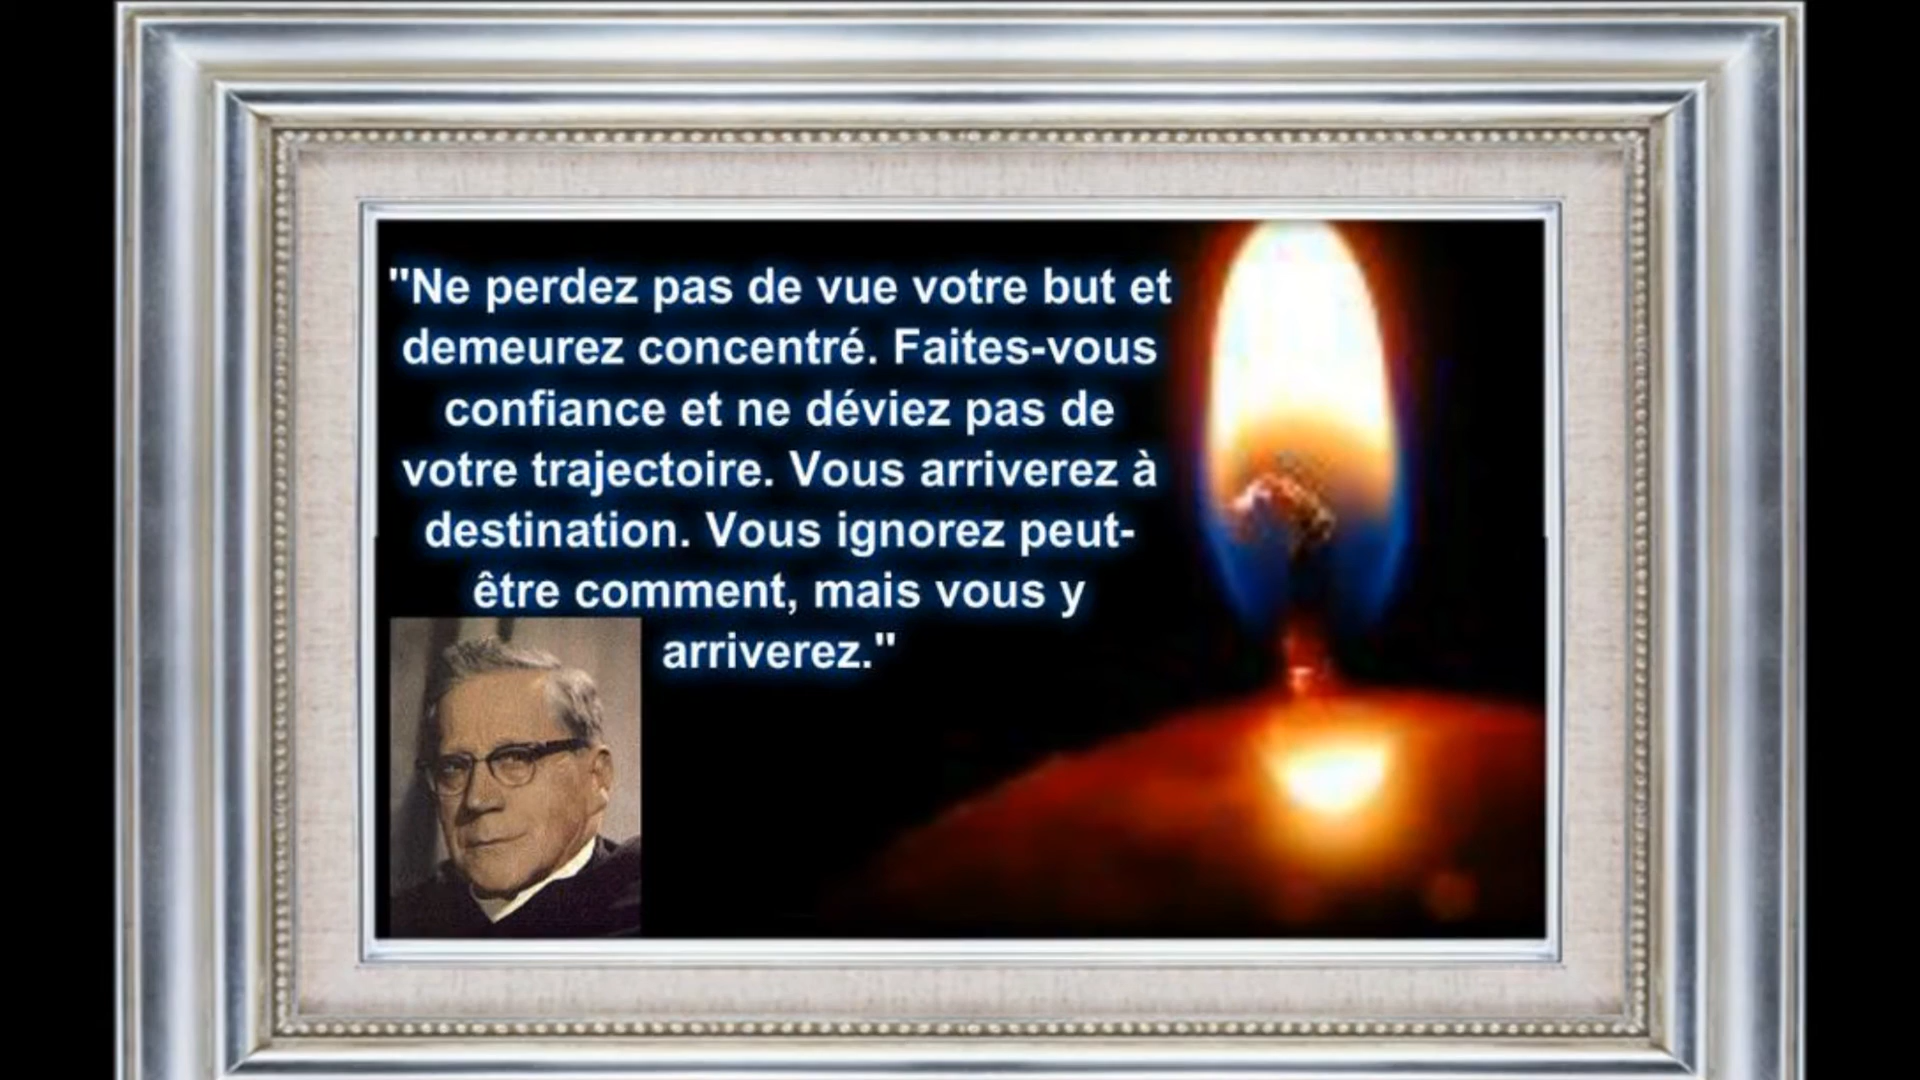 "Ne perdez pas de vue votre but et
demeurez concentré. Faites-vous
confiance et ne déviez pas de
votre trajectoire. Vous arriverez à
destination. Vous ignorez peut-
être comment, mais vous y
arriverez."